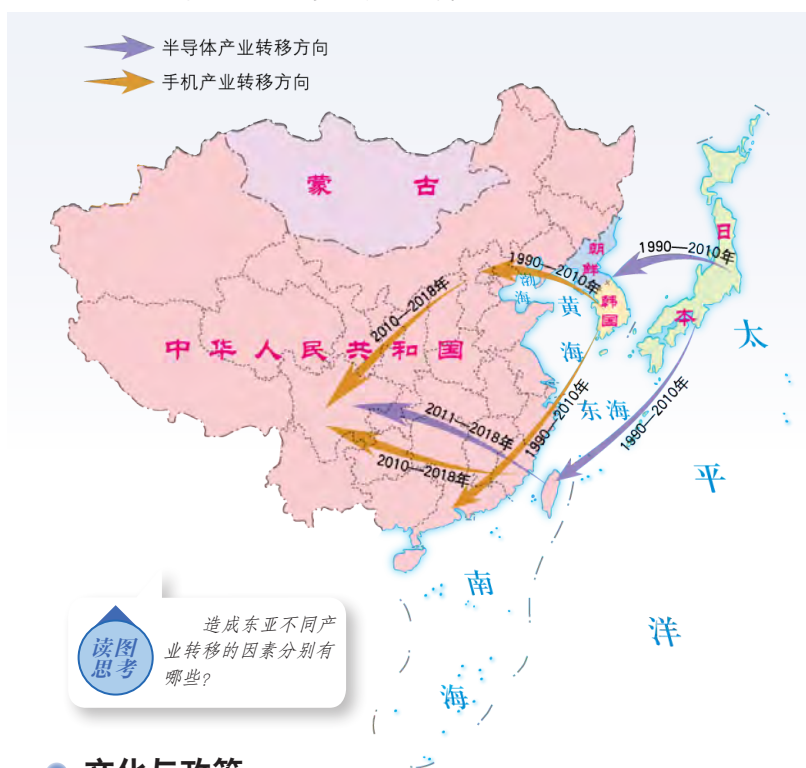 半导体产业转移方向
手机产业转移方向
蒙 古
日
本
朝
鲜
韩
国
1990—2010年
1990—2010年
渤
海
黄
海
2010—2018年
中华人民共和国
太
平
洋
东海
1990—2010年
1990—2010年
2011—2018年
2010—2018年
南
海
读图
思考
造成东亚不同产
业转移的因素分别有
哪些？